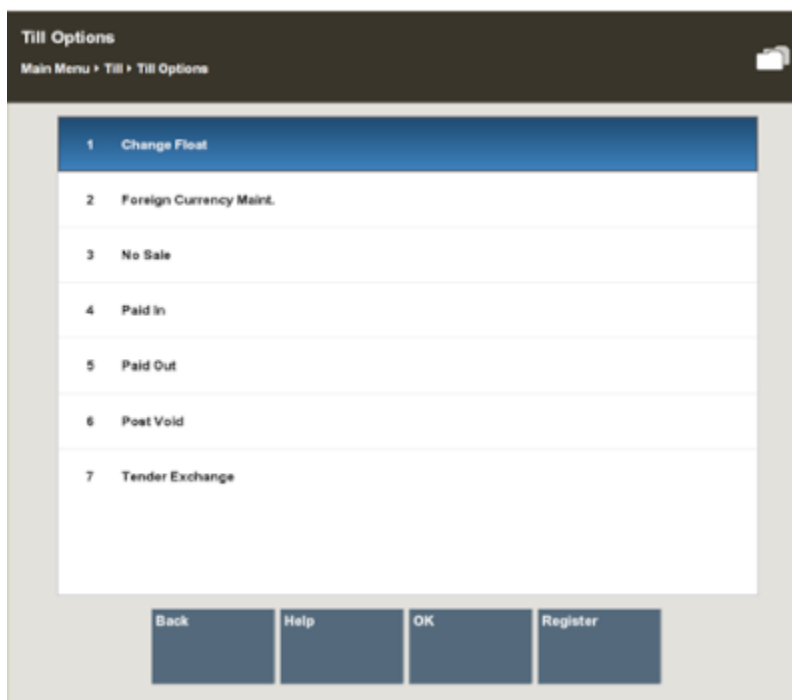 Till Options
Main Menu ▸ Till ▸ Till Options
1 Change Float
2 Foreign Currency Maint.
3 No Sale
4 Paid In
5 Paid Out
6 Post Void
7 Tender Exchange
Back Help OK Register